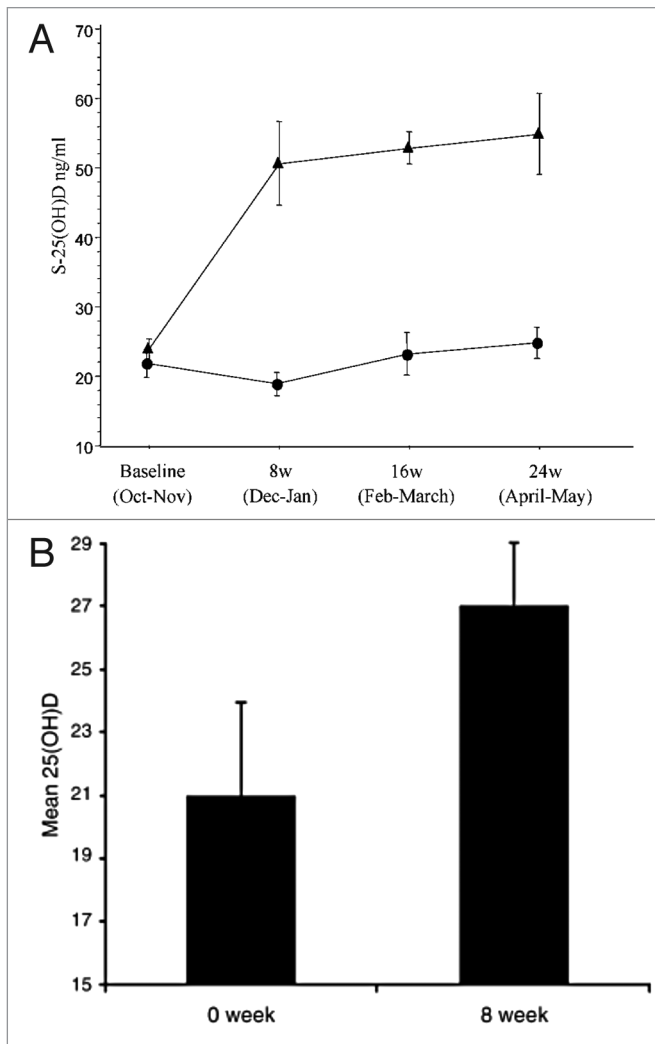 A
S-25(OH)D ng/ml
70
60
50
40
30
20
10
Baseline 8w 16w 24w
(Oct-Nov) (Dec-Jan) (Feb-March) (April-May)
B
Mean 25(OH)D
29
27
25
23
21
19
17
15
0 week 8 week